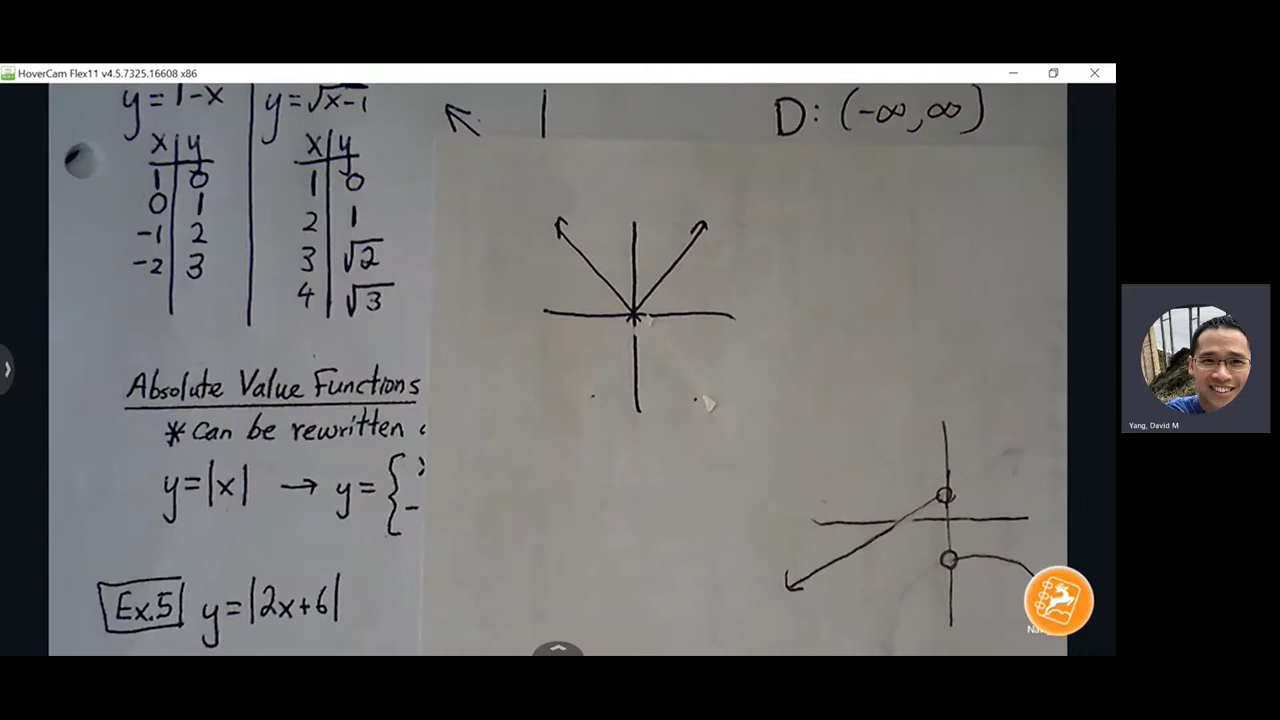 HoverCam Flex11 v4.5.7325.16608 x86
y=1-x y=√x-1
D: (-∞,∞)
x y x y
1 0 1 0
0 1 2 1
-1 2 3 √2
-2 3 4 √3
Absolute Value Functions
*Can be rewritten
y=|x| → y={
-
Ex.5 y=|2x+6|
Yang, David M